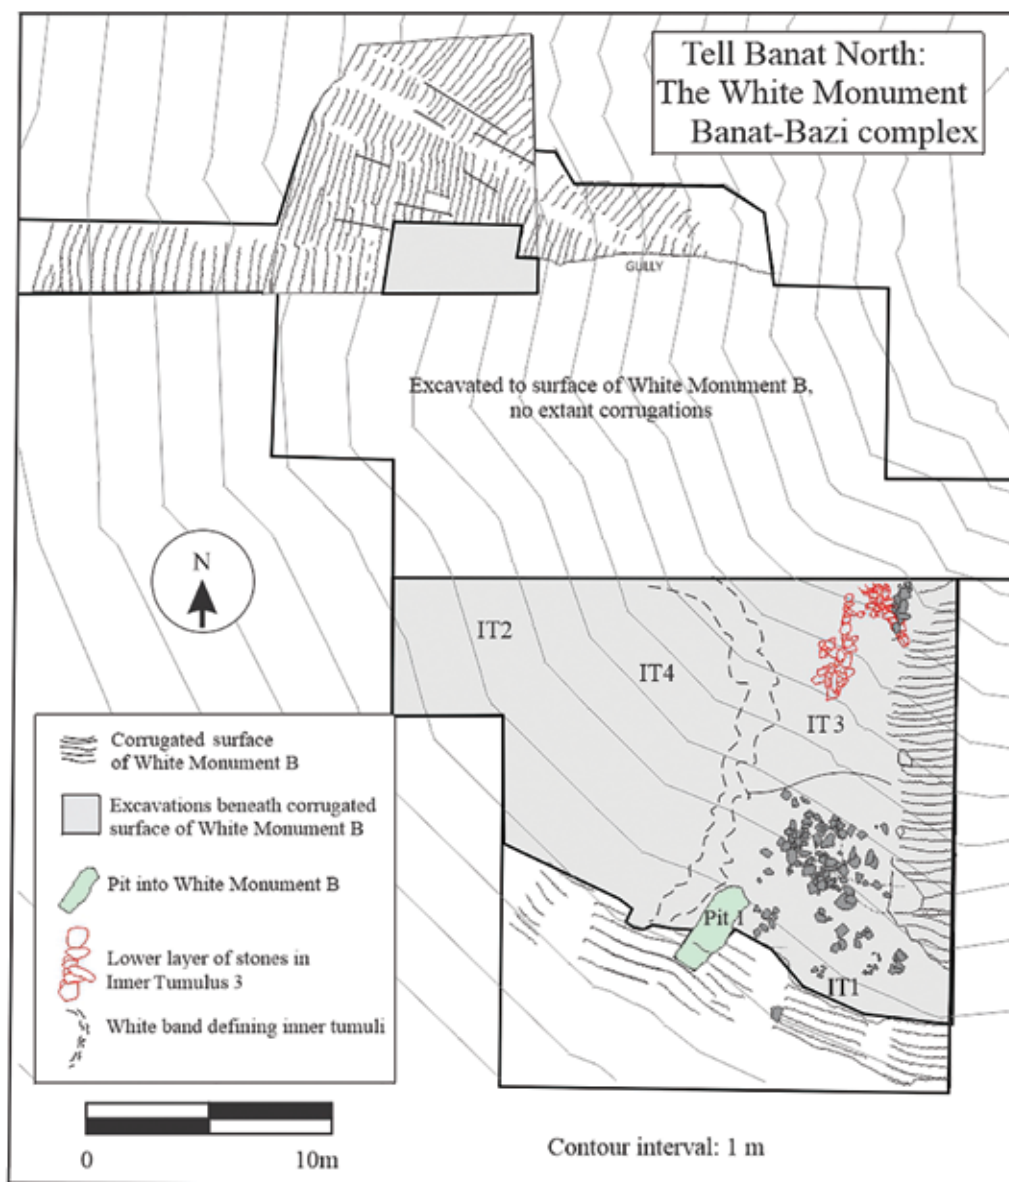 Tell Banat North:
The White Monument
Banat-Bazi complex
GULLY
Excavated to surface of White Monument B,
no extant corrugations
N
IT2
IT4
IT 3
Pit 1
IT1
Corrugated surface
of White Monument B
Excavations beneath corrugated
surface of White Monument B
Pit into White Monument B
Lower layer of stones in
Inner Tumulus 3
White band defining inner tumuli
0 10m
Contour interval: 1 m